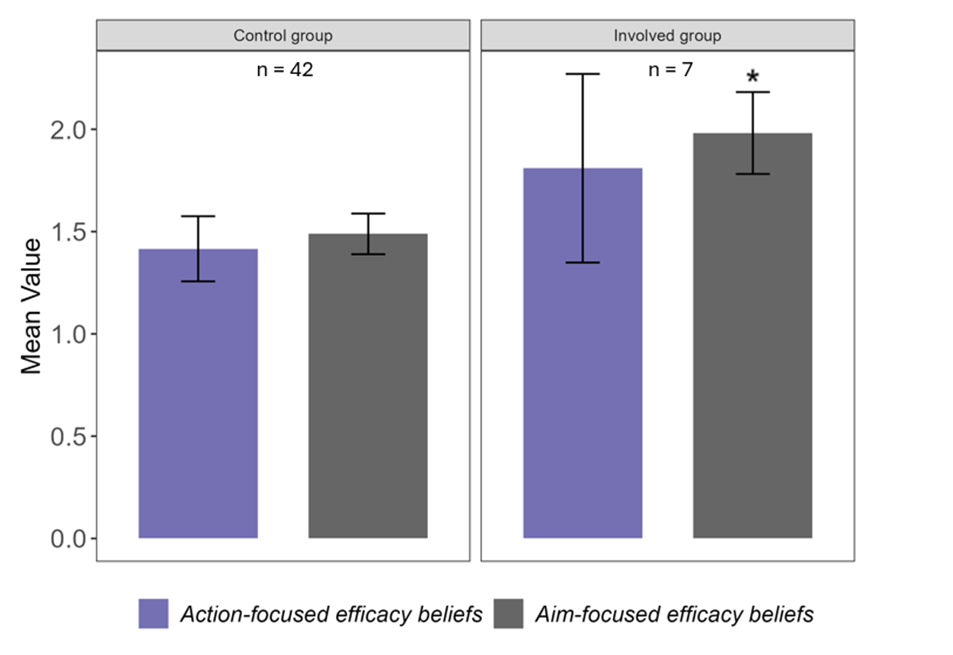 Control group
Involved group
n = 42
n = 7
*
2.0
1.5
1.0
0.5
0.0
Mean Value
Action-focused efficacy beliefs
Aim-focused efficacy beliefs